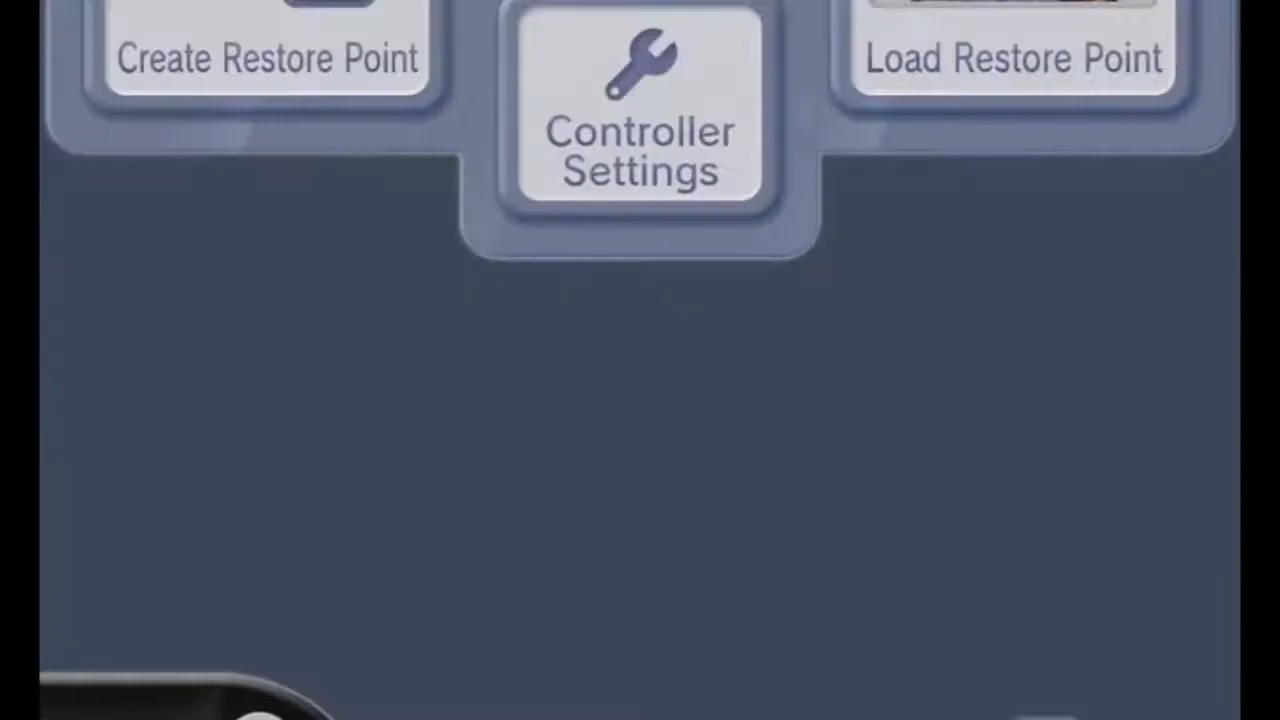 Create Restore Point
Load Restore Point
Controller
Settings